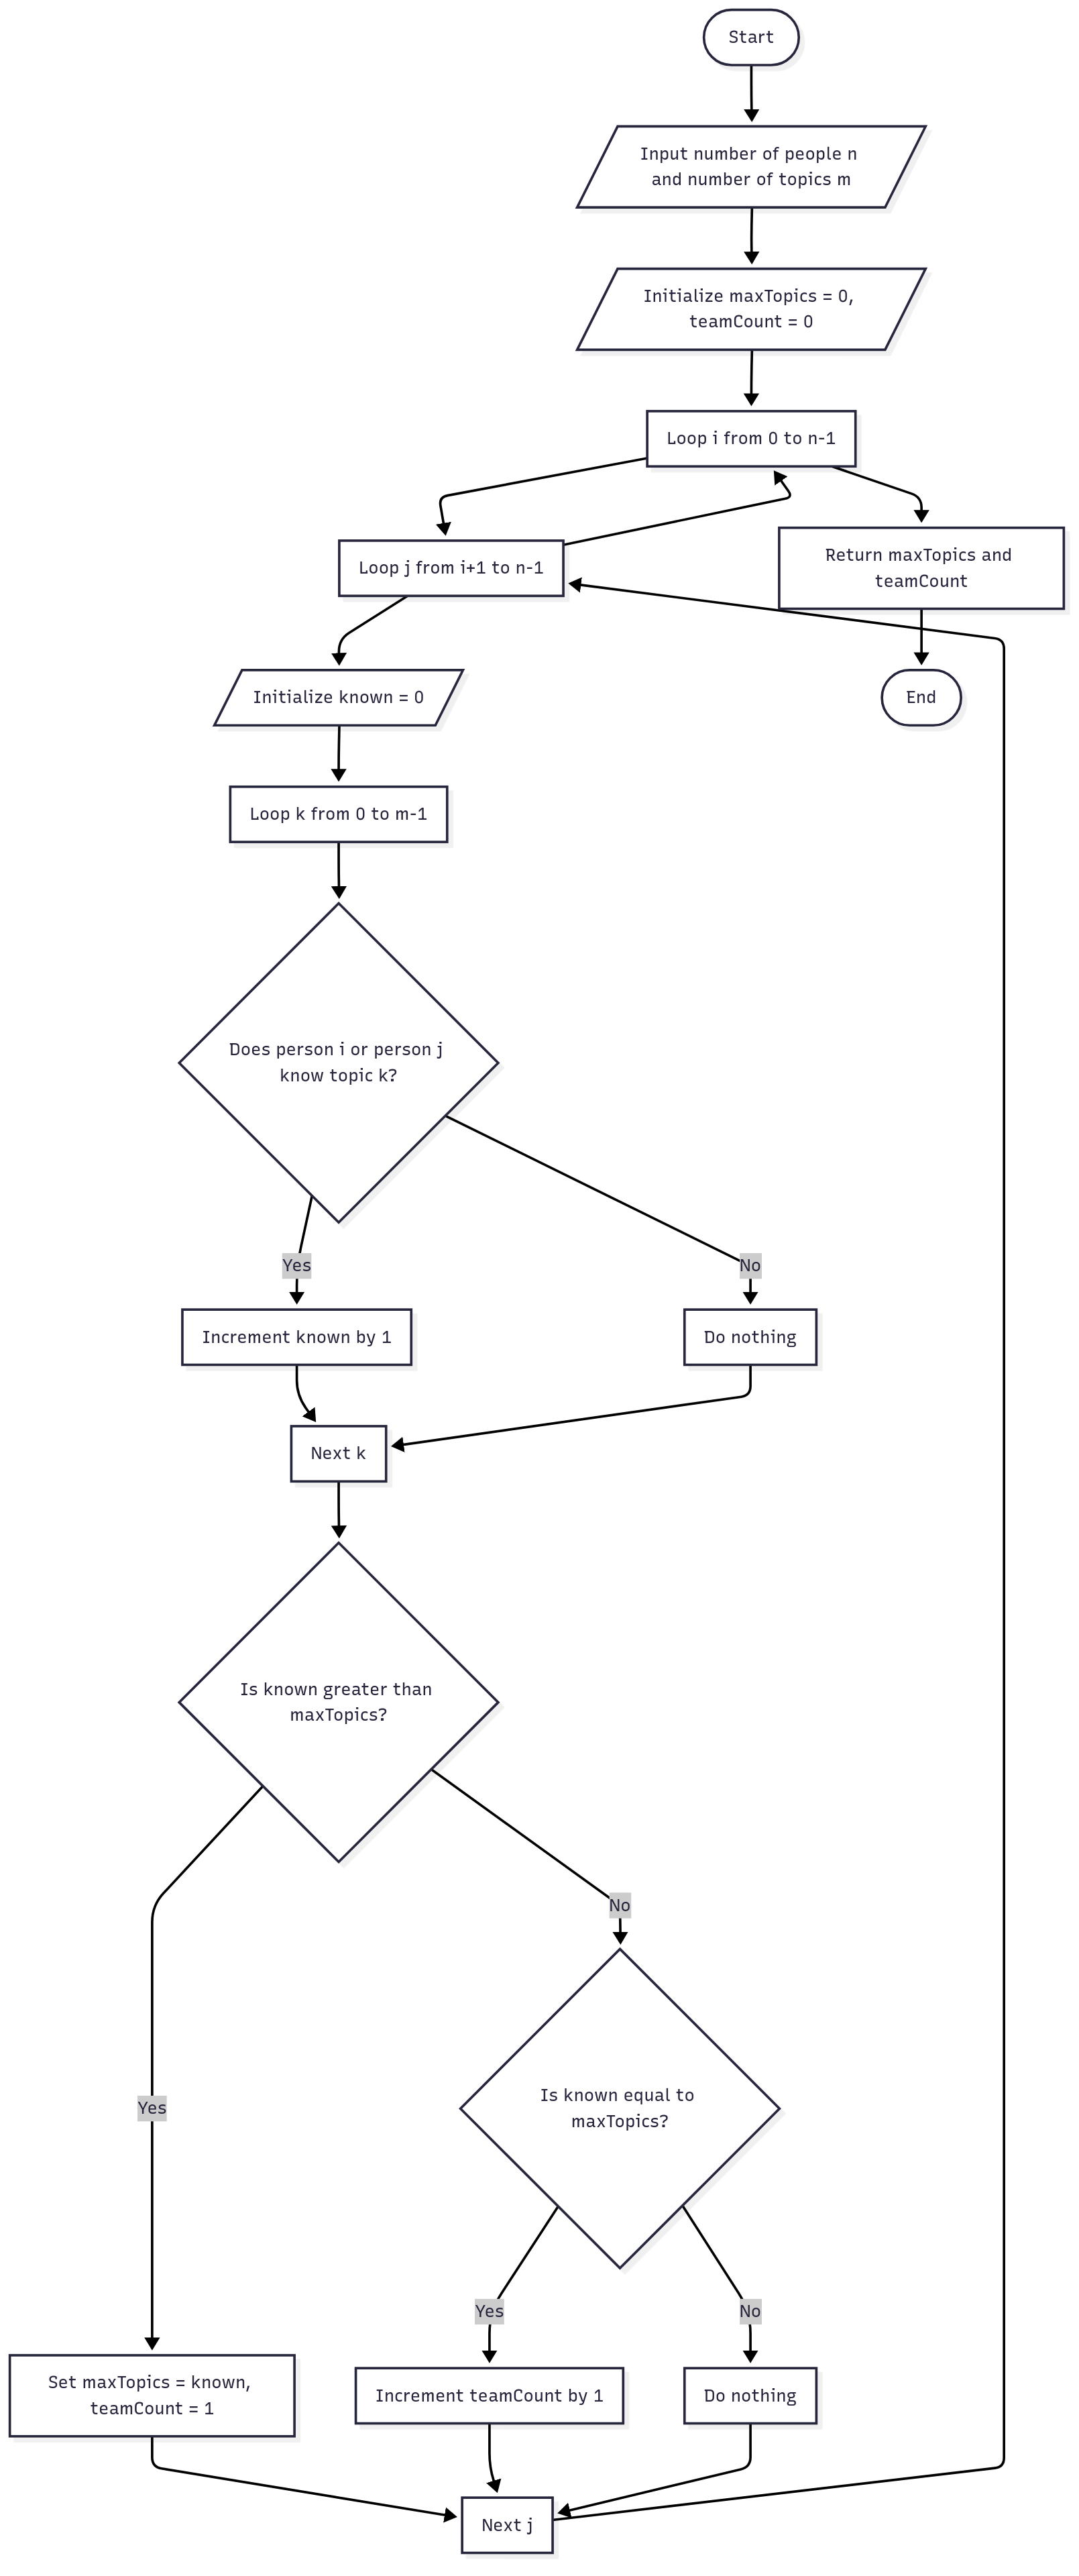 Start
Input number of people n
and number of topics m
Initialize maxTopics = 0,
teamCount = 0
Loop i from 0 to n-1
Loop j from i+1 to n-1
Return maxTopics and
teamCount
Initialize known = 0
End
Loop k from 0 to m-1
Does person i or person j
know topic k?
Yes
No
Increment known by 1
Do nothing
Next k
Is known greater than
maxTopics?
No
Is known equal to
maxTopics?
Yes
Yes
No
Set maxTopics = known,
teamCount = 1
Increment teamCount by 1
Do nothing
Next j